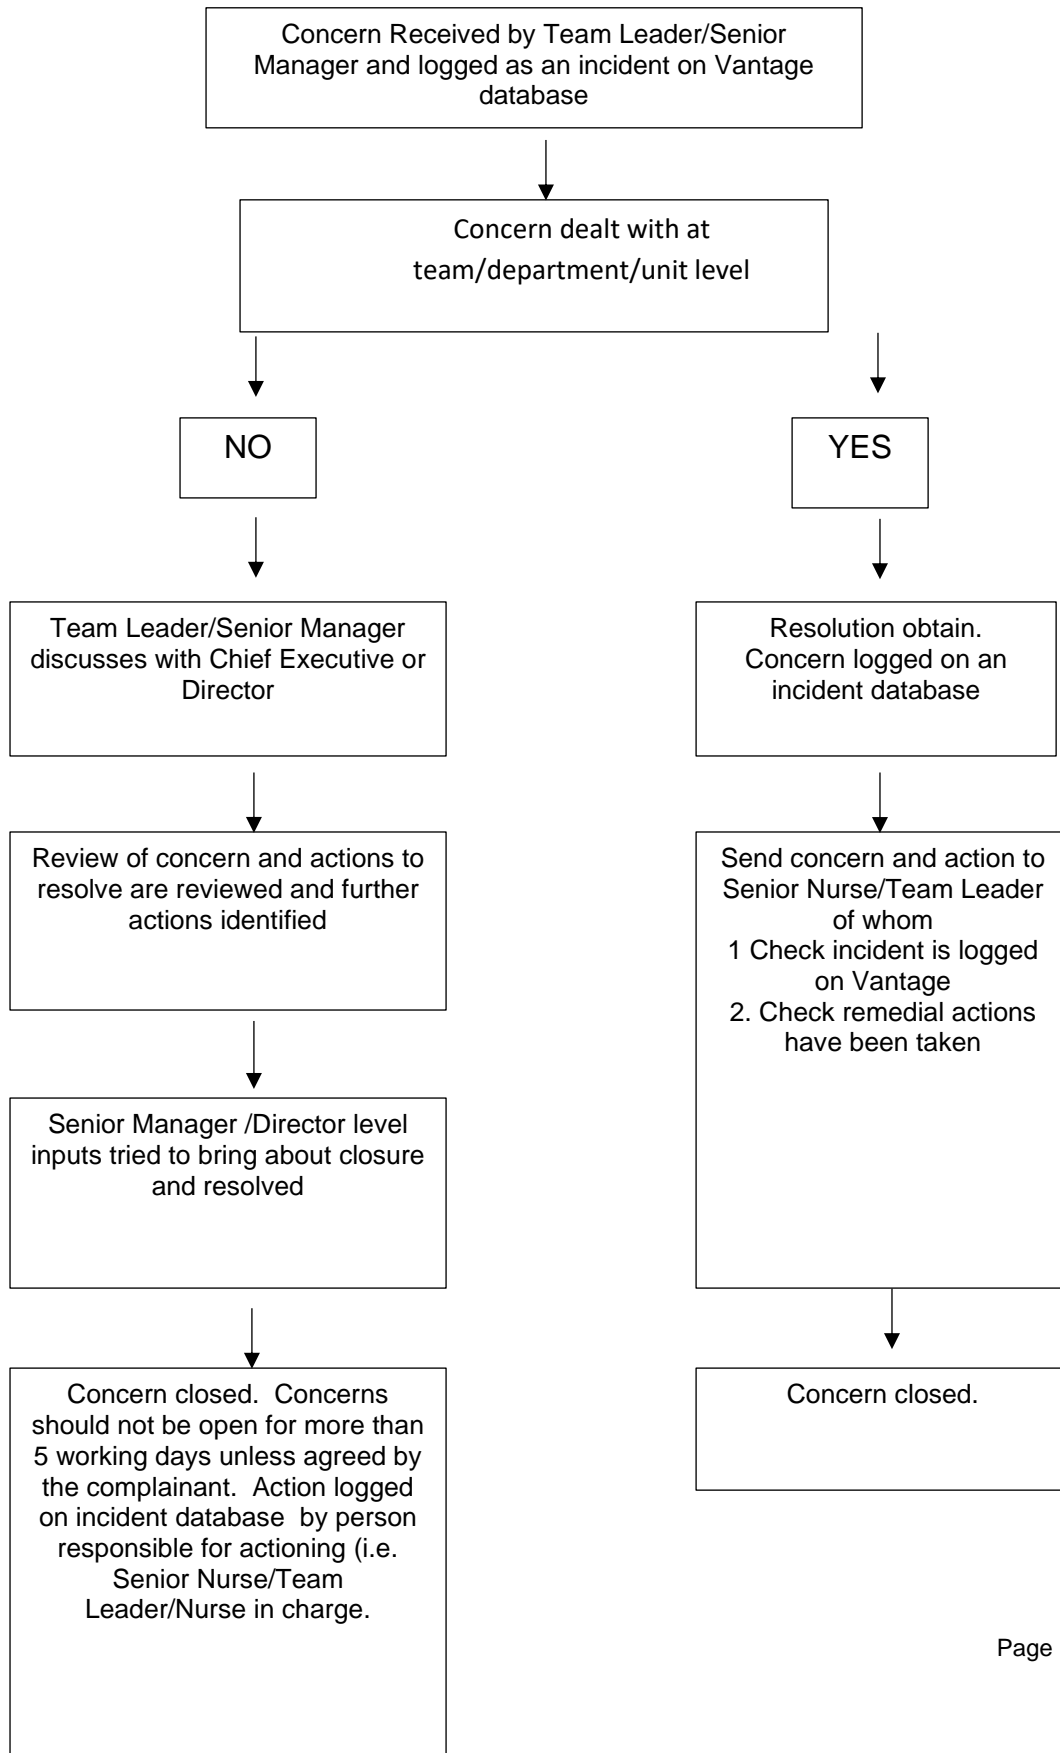 Concern Received by Team Leader/Senior
Manager and logged as an incident on Vantage
database
Concern dealt with at
team/department/unit level
NO
YES
Team Leader/Senior Manager
discusses with Chief Executive or
Director
Resolution obtain.
Concern logged on an
incident database
Review of concern and actions to
resolve are reviewed and further
actions identified
Send concern and action to
Senior Nurse/Team Leader
of whom
1 Check incident is logged
on Vantage
2. Check remedial actions
have been taken
Senior Manager /Director level
inputs tried to bring about closure
and resolved
Concern closed.  Concerns
should not be open for more than
5 working days unless agreed by
the complainant.  Action logged
on incident database  by person
responsible for actioning (i.e.
Senior Nurse/Team
Leader/Nurse in charge.
Concern closed.
Page